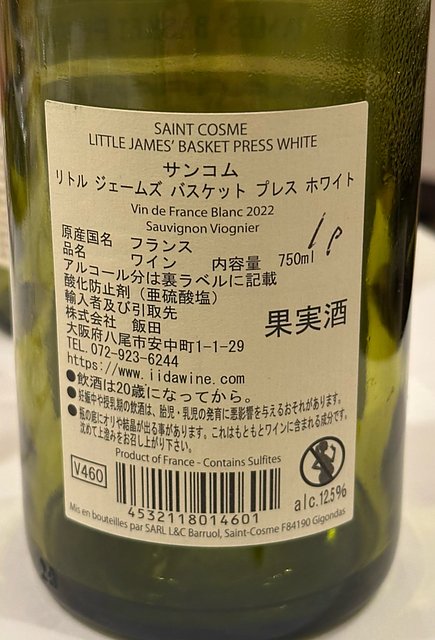 SAINT COSME
LITTLE JAMES' BASKET PRESS WHITE
サンコム
リトル ジェームズ バスケット プレス ホワイト
Vin de France Blanc 2022
Sauvignon Viognier
原産国名 フランス
品名 ワイン 内容量 750ml
アルコール分は裏ラベルに記載
酸化防止剤（亜硫酸塩）
輸入者及び引取先
株式会社 飯田
大阪府八尾市安中町1-1-29
TEL.072-923-6244
https://www.iidawine.com
果実酒
●飲酒は20歳になってから。
●妊娠中や授乳期の飲酒は、胎児・乳児の発育に悪影響を与えるおそれがあります。
●瓶の底にオリや結晶が出る事があります。これはもともとワインに含まれる成分です。
沈めて上澄みをお召し上がり下さい。
Product of France - Contains Sulfites
V460
4532118014601
alc.12.5%
Mis en bouteilles par SARL L&C Barruol, Saint-Cosme F84190 Gigondas